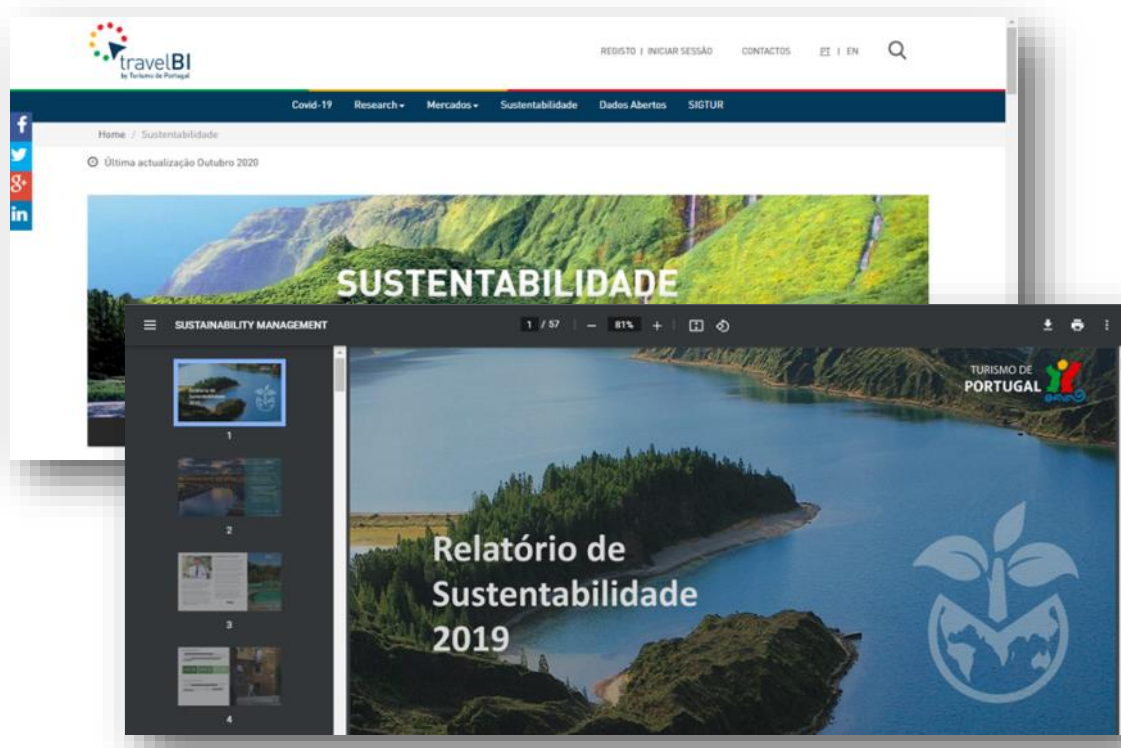 travelBI
by Turismo de Portugal
REGISTO | INICIAR SESSÃO CONTACTOS PT | EN
Covid-19 Research Mercados Sustentabilidade Dados Abertos SIGTUR
f
Home / Sustentabilidade
Última actualização Outubro 2020
g+
in
SUSTENTABILIDADE
SUSTAINABILITY MANAGEMENT 1 / 57 − 81% +
TURISMO DE
PORTUGAL
1
2
3
4
Relatório de
Sustentabilidade
2019